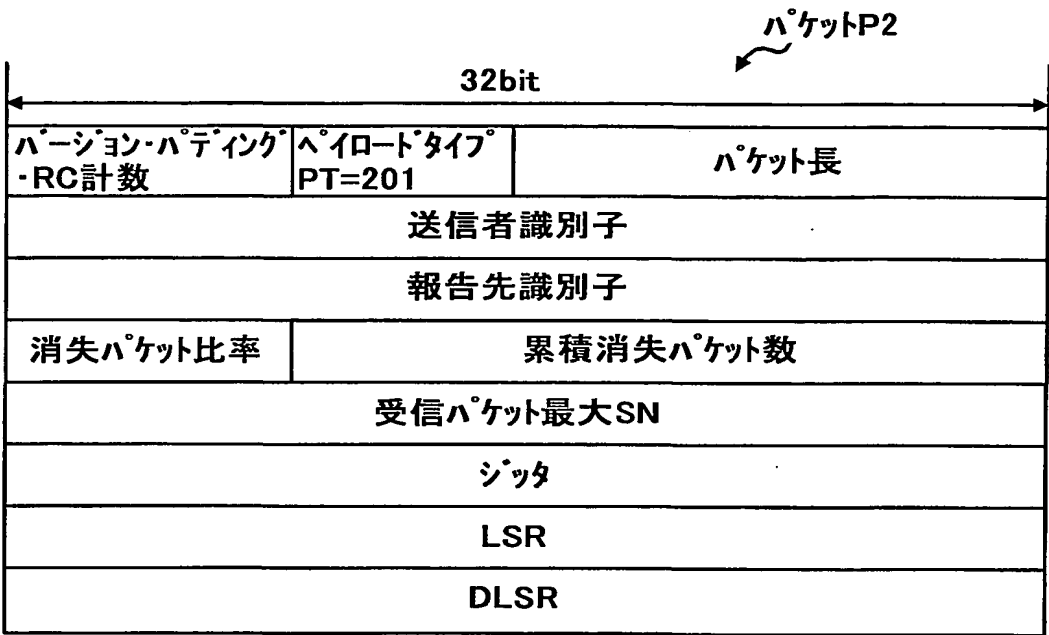 パケットP2
32bit
バージョン・パディング
・RC計数
ペイロードタイプ
PT=201
パケット長
送信者識別子
報告先識別子
消失パケット比率
累積消失パケット数
受信パケット最大SN
ジッタ
LSR
DLSR